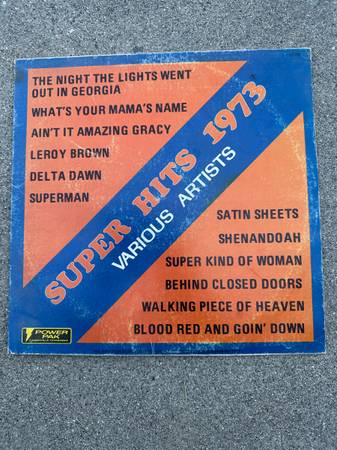 THE NIGHT THE LIGHTS WENT
OUT IN GEORGIA
WHAT'S YOUR MAMA'S NAME
AIN'T IT AMAZING GRACY
LEROY BROWN
DELTA DAWN
SUPERMAN
SUPER HITS 1973
VARIOUS ARTISTS
SATIN SHEETS
SHENANDOAH
SUPER KIND OF WOMAN
BEHIND CLOSED DOORS
WALKING PIECE OF HEAVEN
BLOOD RED AND GOIN' DOWN
POWER
PAK